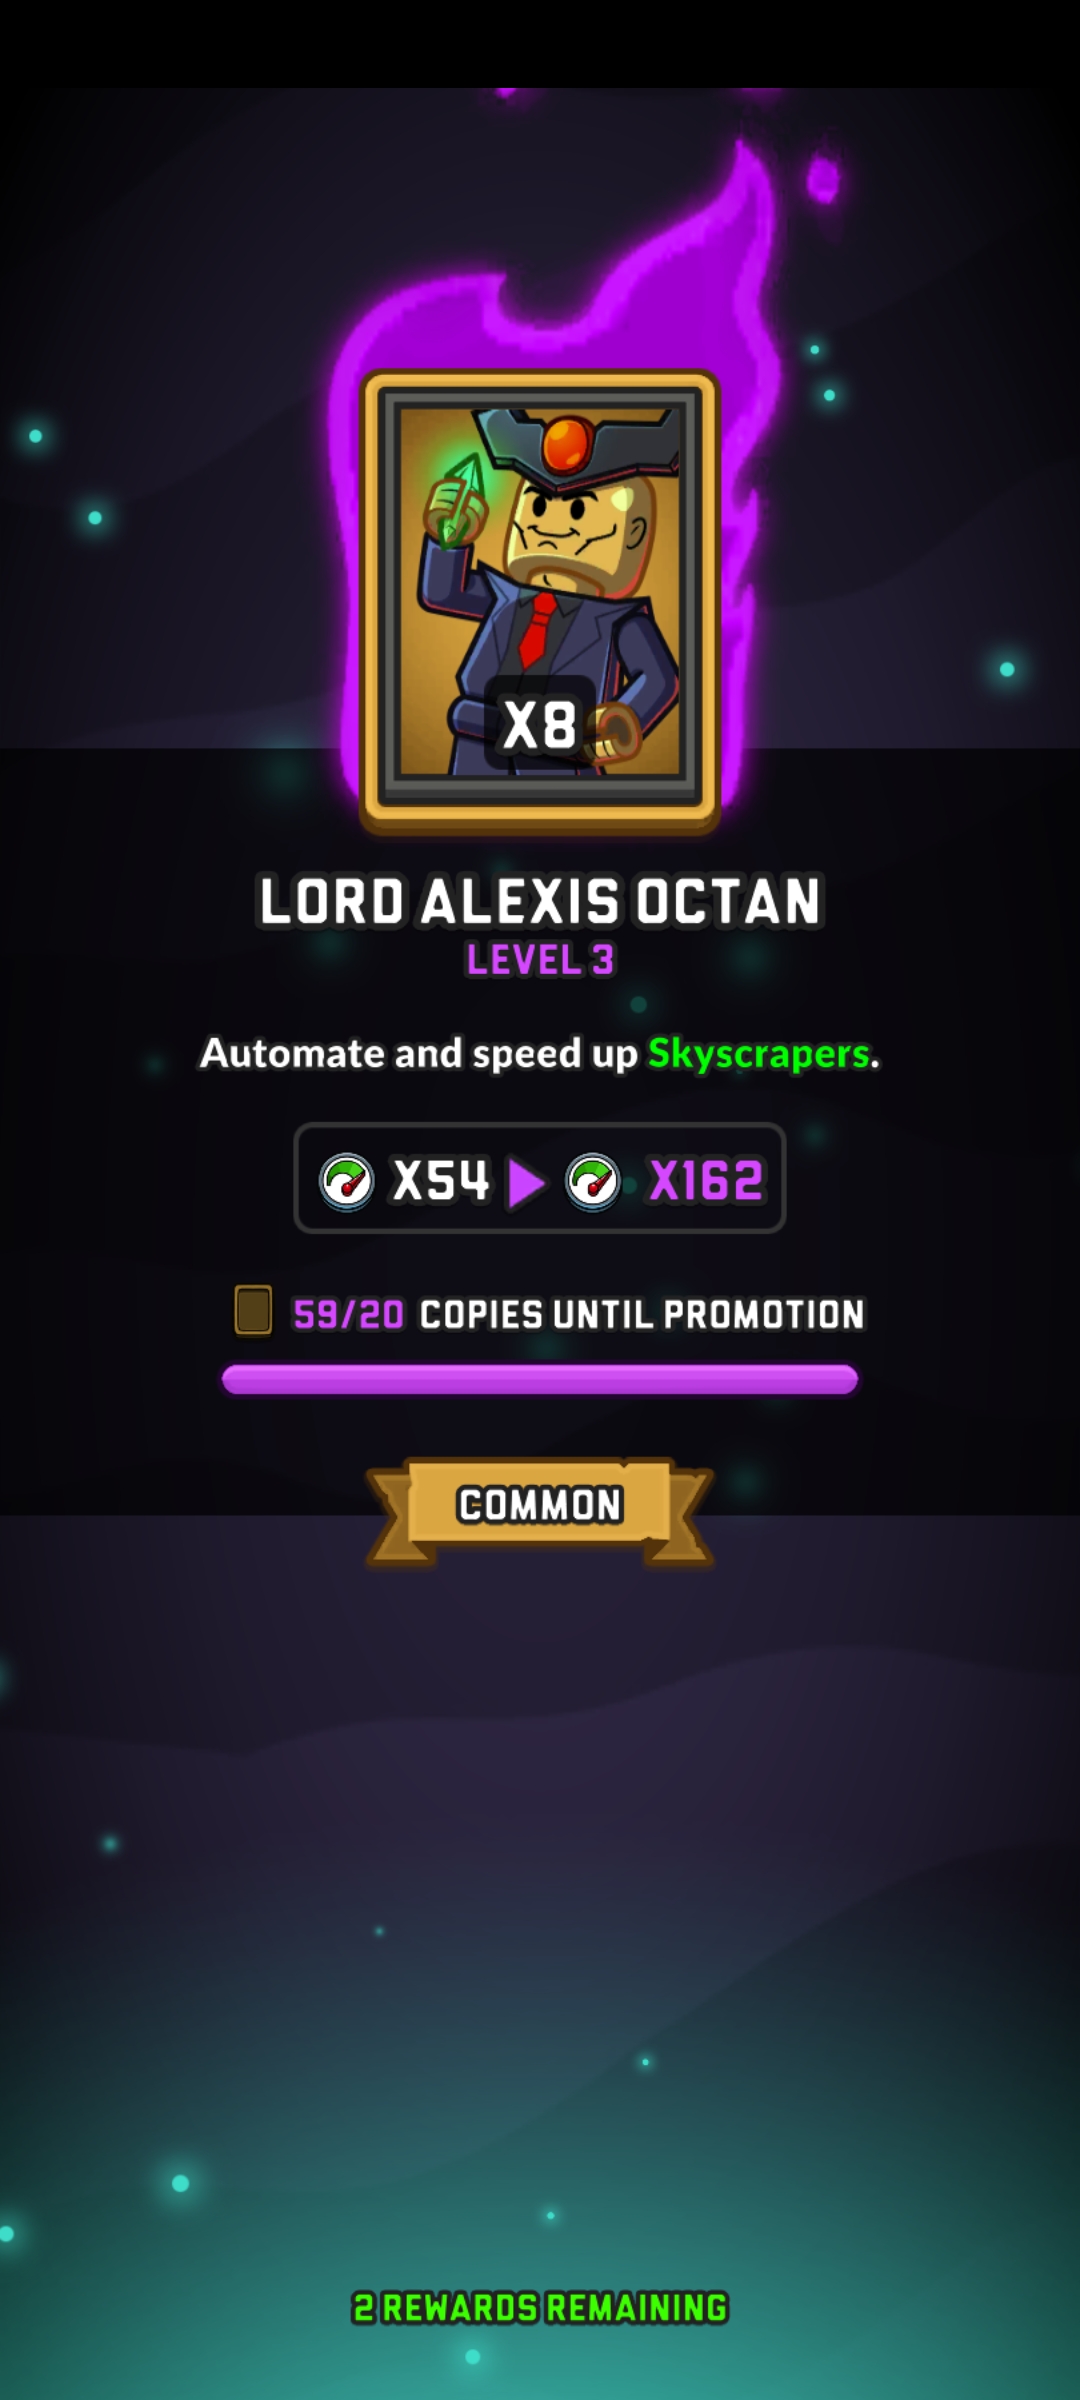 X8
LORD ALEXIS OCTAN
LEVEL 3
Automate and speed up Skyscrapers.
X54 X162
59/20 COPIES UNTIL PROMOTION
COMMON
2 REWARDS REMAINING